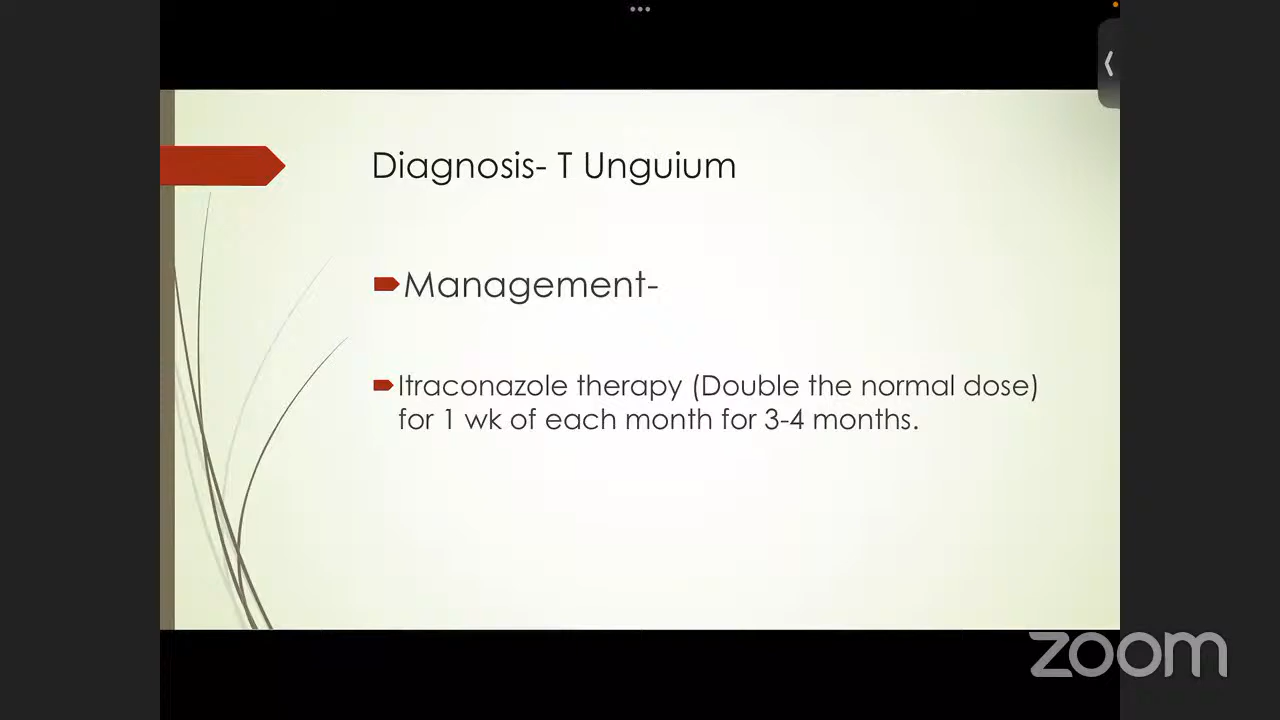 Diagnosis- T Unguium
Management-
Itraconazole therapy (Double the normal dose)
for 1 wk of each month for 3-4 months.
zoom